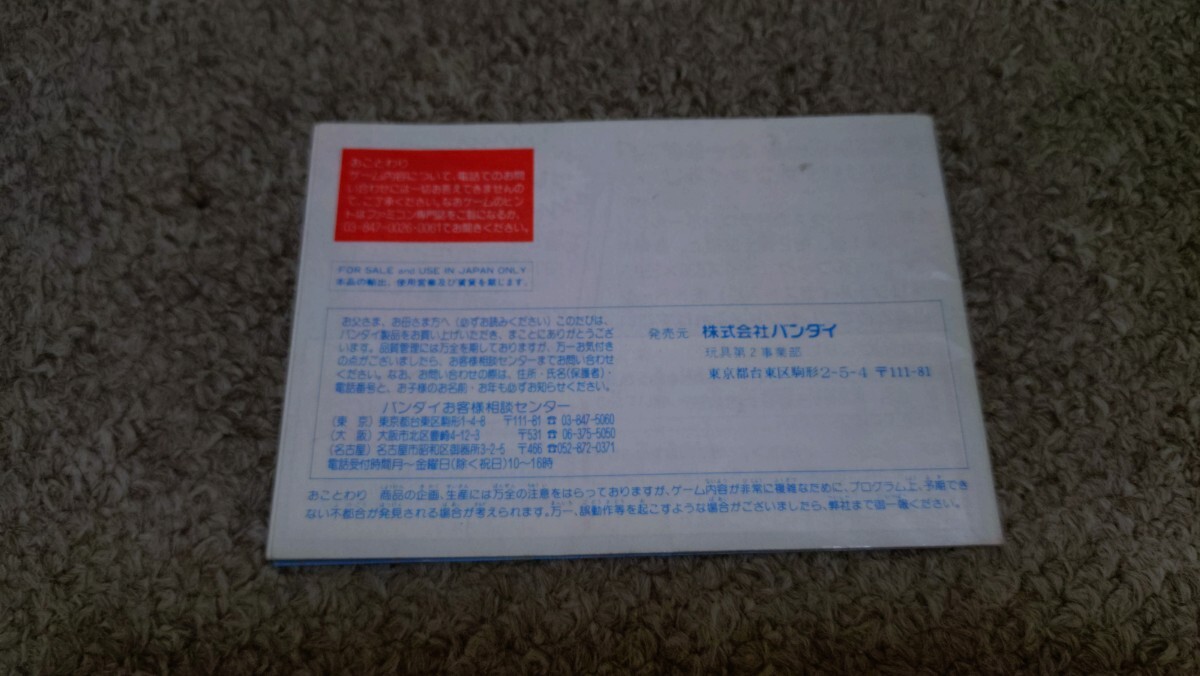 おことわり
ゲーム内容について、電話でのお問
い合わせには一切お答えできませんの
で、ご了承ください。なおゲームのヒン
トはファミコン専門誌をご覧になるか、
03-847-0026・0061でお聞きください。
FOR SALE and USE IN JAPAN ONLY
本品の輸出、使用営業及び賃貸を禁じます。
お父さま、お母さま方へ(必ずお読みください)このたびは、
バンダイ製品をお買い上げいただき、まことにありがとうござ
います。品質管理には万全を期しておりますが、万一お気付き
の点がございましたら、お客様相談センターまでお問い合わせ
ください。なお、お問い合わせの際は、住所・氏名(保護者)・
電話番号と、お子様のお名前・お年も必ずお知らせください。
バンダイお客様相談センター
(東 京)東京都台東区駒形1-4-8 〒111-81 ☎ 03-847-5060
(大 阪)大阪市北区豊崎4-12-3 〒531 ☎ 06-375-5050
(名古屋)名古屋市昭和区御器所3-2-5 〒466 ☎052-872-0371
電話受付時間月〜金曜日(除く祝日)10〜16時
発売元 株式会社バンダイ
玩具第2事業部
東京都台東区駒形2-5-4 〒111-81
おことわり 商品の企画、生産には万全の注意をはらっておりますが、ゲーム内容が非常に複雑なために、プログラム上、予期でき
ない不都合が発見される場合が考えられます。万一、誤動作等を起こすような場合がございましたら、弊社まで御一報ください。